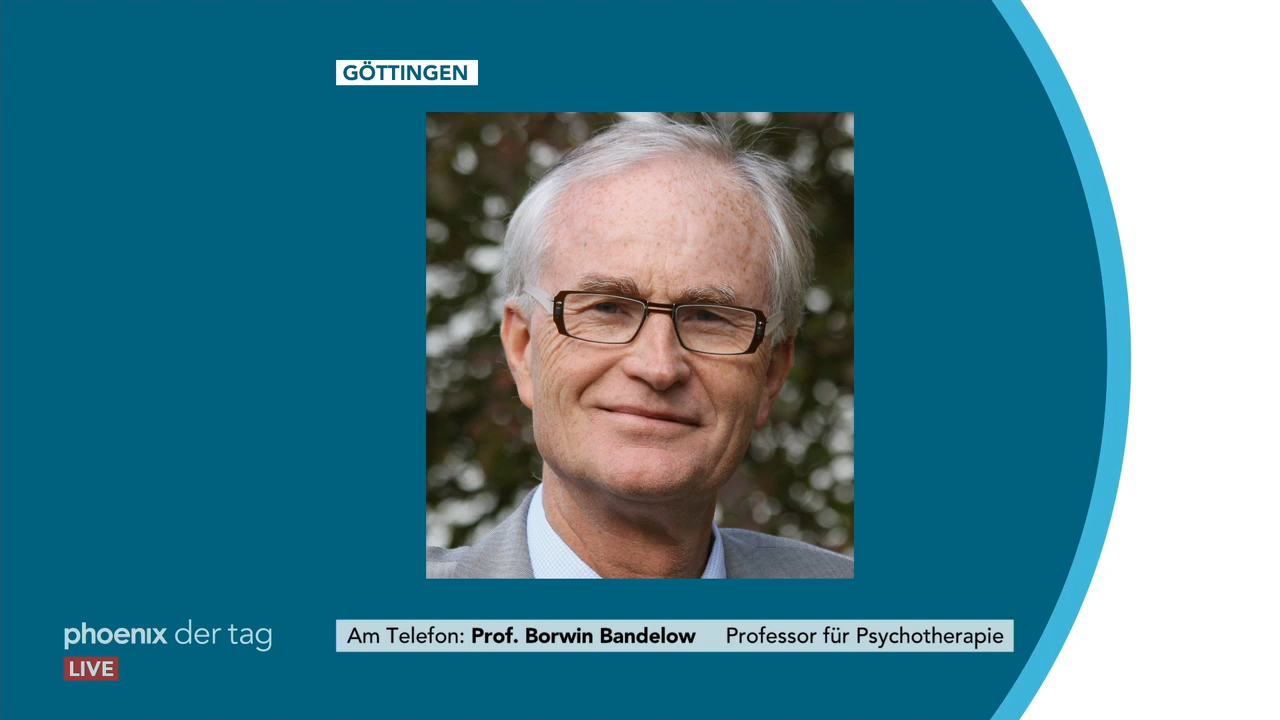 GÖTTINGEN
phoenix der tag
LIVE
Am Telefon: Prof. Borwin Bandelow Professor für Psychotherapie